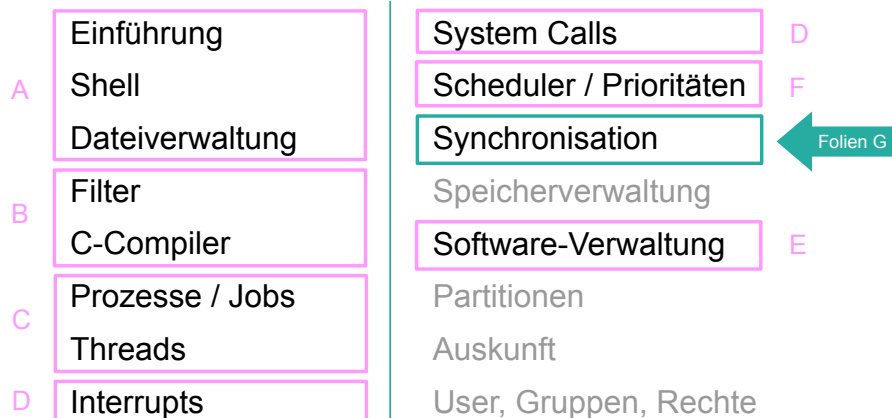 Einführung
A
Shell
Dateiverwaltung
B
Filter
C-Compiler
C
Prozesse / Jobs
Threads
D
Interrupts
System Calls
D
Scheduler / Prioritäten
F
Synchronisation
Folien G
Speicherverwaltung
Software-Verwaltung
E
Partitionen
Auskunft
User, Gruppen, Rechte